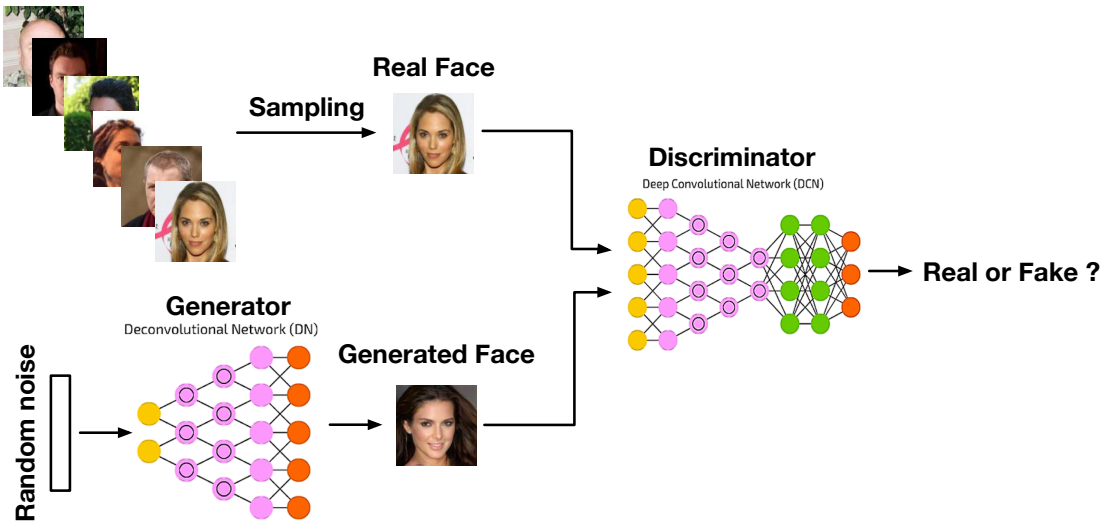 Real Face
Sampling
Discriminator
Deep Convolutional Network (DCN)
Real or Fake ?
Generator
Deconvolutional Network (DN)
Generated Face
Random noise